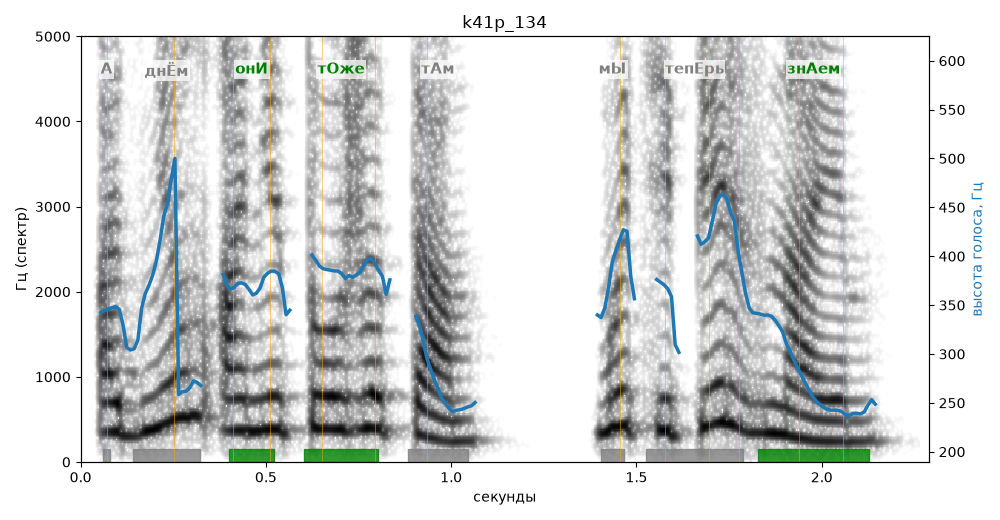 k41p_134
А днЁм онИ тОже тАм мЫ тепЕрь знАем
5000
4000
3000
2000
1000
0
Гц (спектр)
600
550
500
450
400
350
300
250
200
высота голоса, Гц
0.0 0.5 1.0 1.5 2.0
секунды